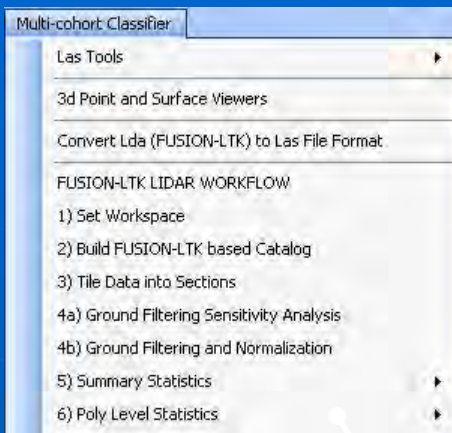 Multi-cohort Classifier
Las Tools
3d Point and Surface Viewers
Convert Lda (FUSION-LTK) to Las File Format
FUSION-LTK LIDAR WORKFLOW
1) Set Workspace
2) Build FUSION-LTK based Catalog
3) Tile Data into Sections
4a) Ground Filtering Sensitivity Analysis
4b) Ground Filtering and Normalization
5) Summary Statistics
6) Poly Level Statistics